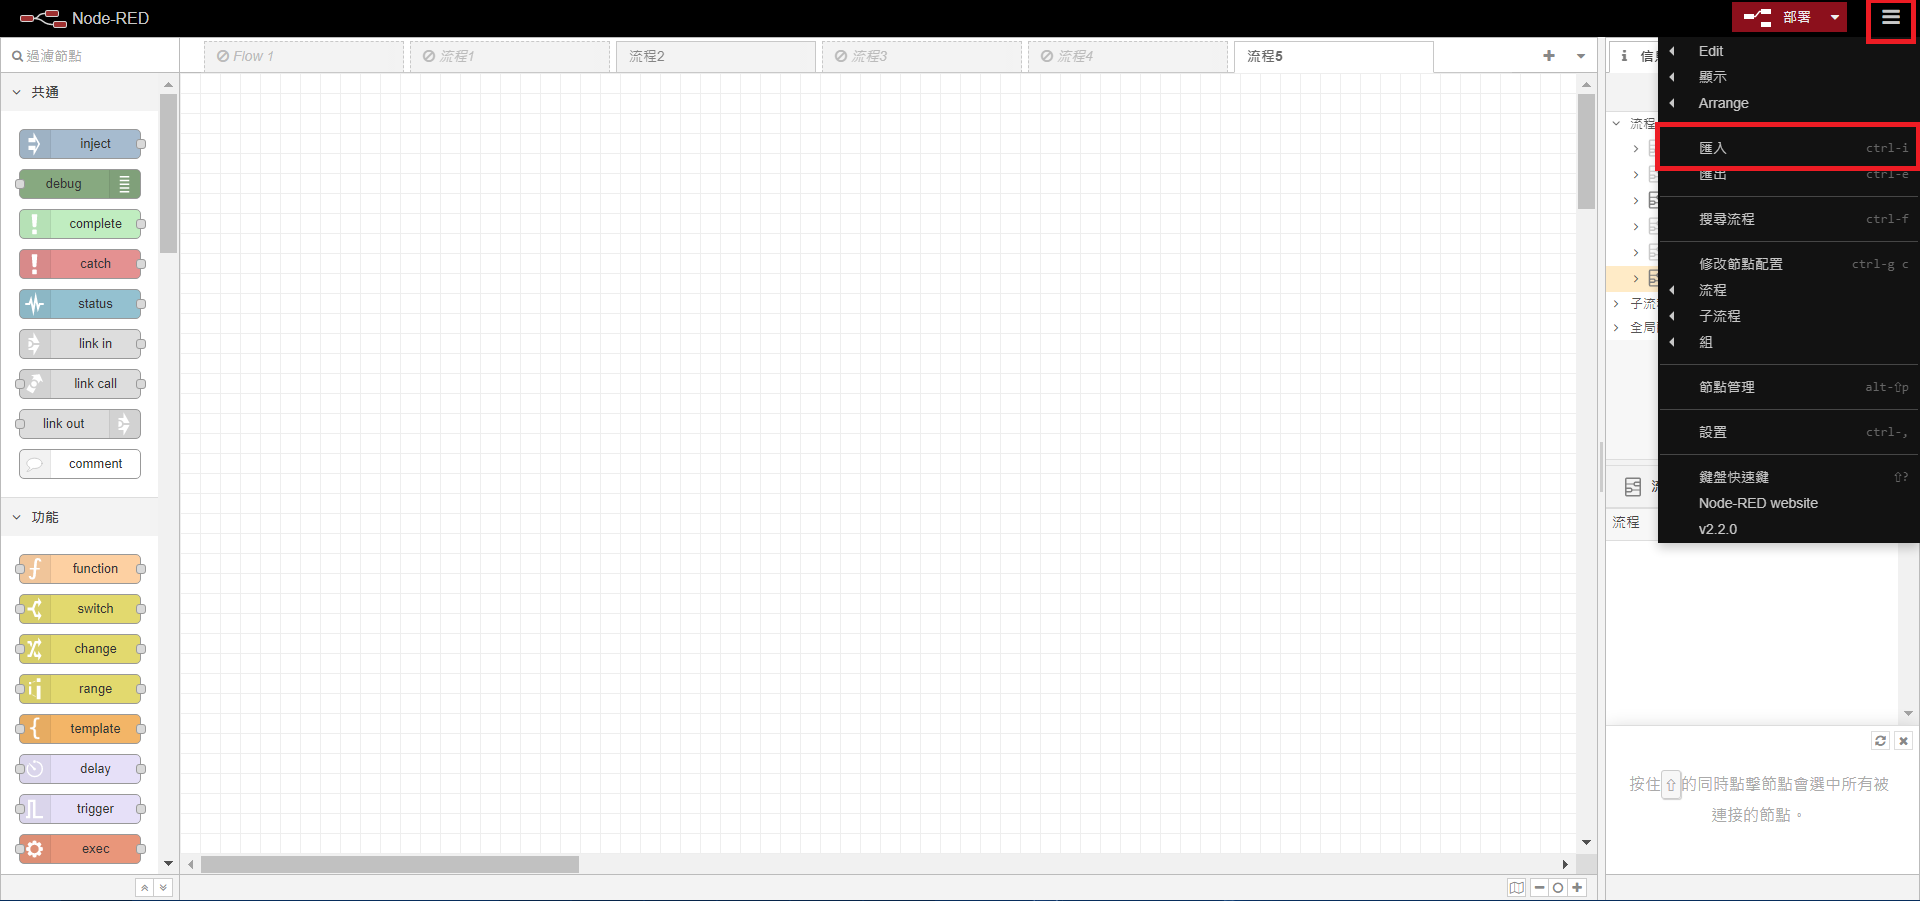 Node-RED
部署
過濾節點
Flow 1
流程1
流程2
流程3
流程4
流程5
共通
inject
debug
complete
catch
status
link in
link call
link out
comment
功能
function
switch
change
range
template
delay
trigger
exec
信
流程
子流
全局
流程
Edit
顯示
Arrange
匯入 ctrl-i
匯出 ctrl-e
搜尋流程 ctrl-f
修改節點配置 ctrl-g c
流程
子流程
組
節點管理 alt-⇧p
設置 ctrl-,
鍵盤快速鍵 ⇧?
Node-RED website
v2.2.0
按住⇧的同時點擊節點會選中所有被
連接的節點。